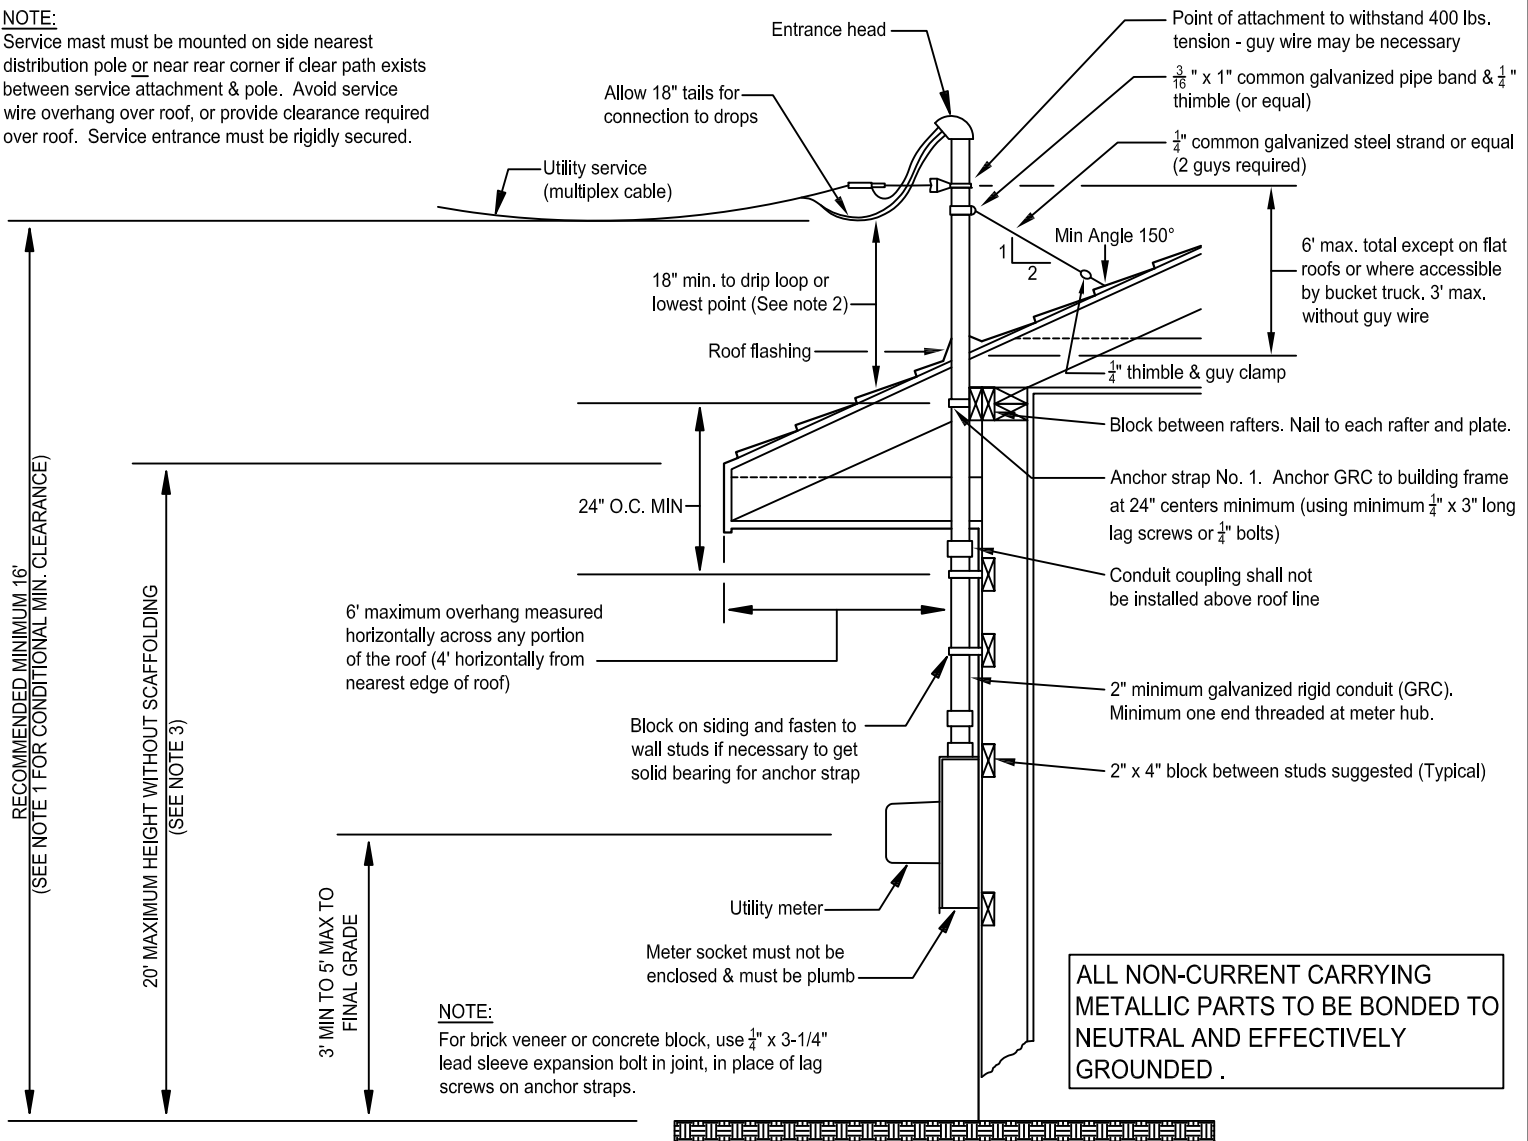 NOTE:
Service mast must be mounted on side nearest
distribution pole or near rear corner if clear path exists
between service attachment & pole. Avoid service
wire overhang over roof, or provide clearance required
over roof. Service entrance must be rigidly secured.
Entrance head
Point of attachment to withstand 400 lbs.
tension - guy wire may be necessary
3/16 " x 1" common galvanized pipe band & 1/4 "
thimble (or equal)
1/4" common galvanized steel strand or equal
(2 guys required)
Allow 18" tails for
connection to drops
Utility service
(multiplex cable)
Min Angle 150°
1
2
6' max. total except on flat
roofs or where accessible
by bucket truck. 3' max.
without guy wire
18" min. to drip loop or
lowest point (See note 2)
Roof flashing
1/4" thimble & guy clamp
Block between rafters. Nail to each rafter and plate.
Anchor strap No. 1. Anchor GRC to building frame
at 24" centers minimum (using minimum 1/4" x 3" long
lag screws or 1/4" bolts)
24" O.C. MIN
Conduit coupling shall not
be installed above roof line
6' maximum overhang measured
horizontally across any portion
of the roof (4' horizontally from
nearest edge of roof)
2" minimum galvanized rigid conduit (GRC).
Minimum one end threaded at meter hub.
Block on siding and fasten to
wall studs if necessary to get
solid bearing for anchor strap
2" x 4" block between studs suggested (Typical)
RECOMMENDED MINIMUM 16'
(SEE NOTE 1 FOR CONDITIONAL MIN. CLEARANCE)
20' MAXIMUM HEIGHT WITHOUT SCAFFOLDING
(SEE NOTE 3)
3' MIN TO 5' MAX TO
FINAL GRADE
Utility meter
Meter socket must not be
enclosed & must be plumb
NOTE:
For brick veneer or concrete block, use 1/4" x 3-1/4"
lead sleeve expansion bolt in joint, in place of lag
screws on anchor straps.
ALL NON-CURRENT CARRYING
METALLIC PARTS TO BE BONDED TO
NEUTRAL AND EFFECTIVELY
GROUNDED .